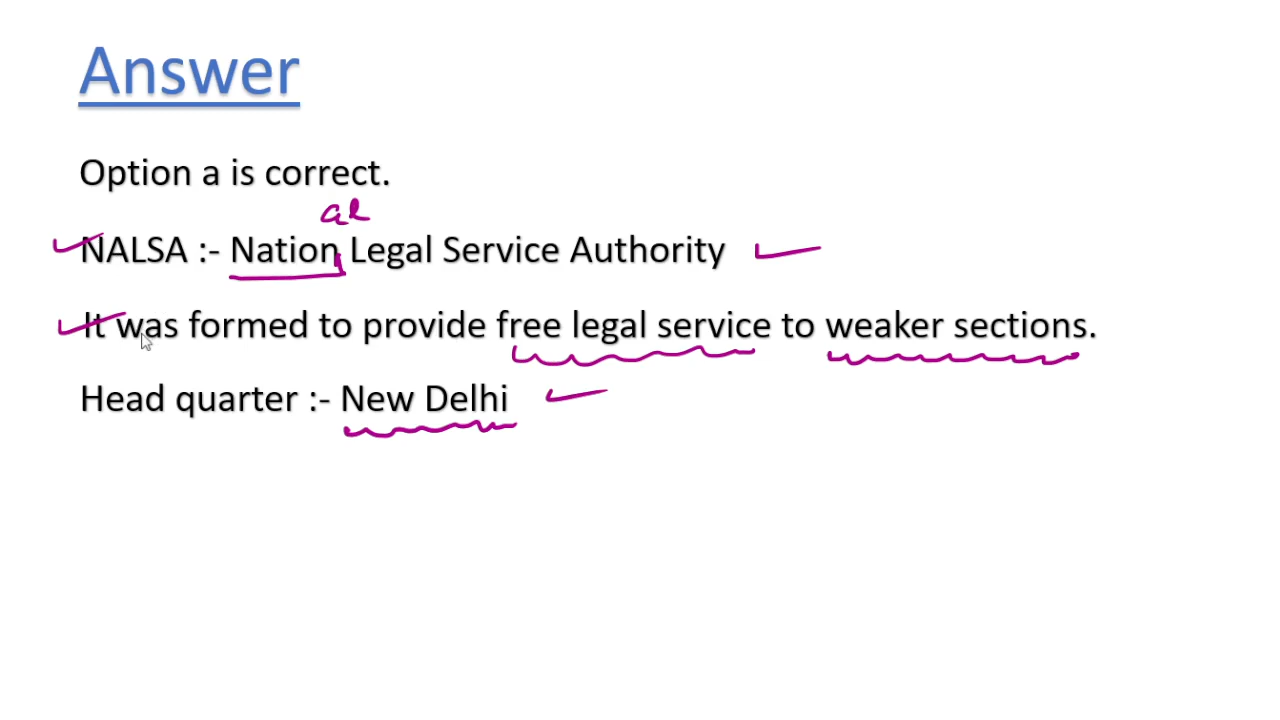 Answer
Option a is correct.
al
NALSA :- Nation Legal Service Authority
It was formed to provide free legal service to weaker sections.
Head quarter :- New Delhi